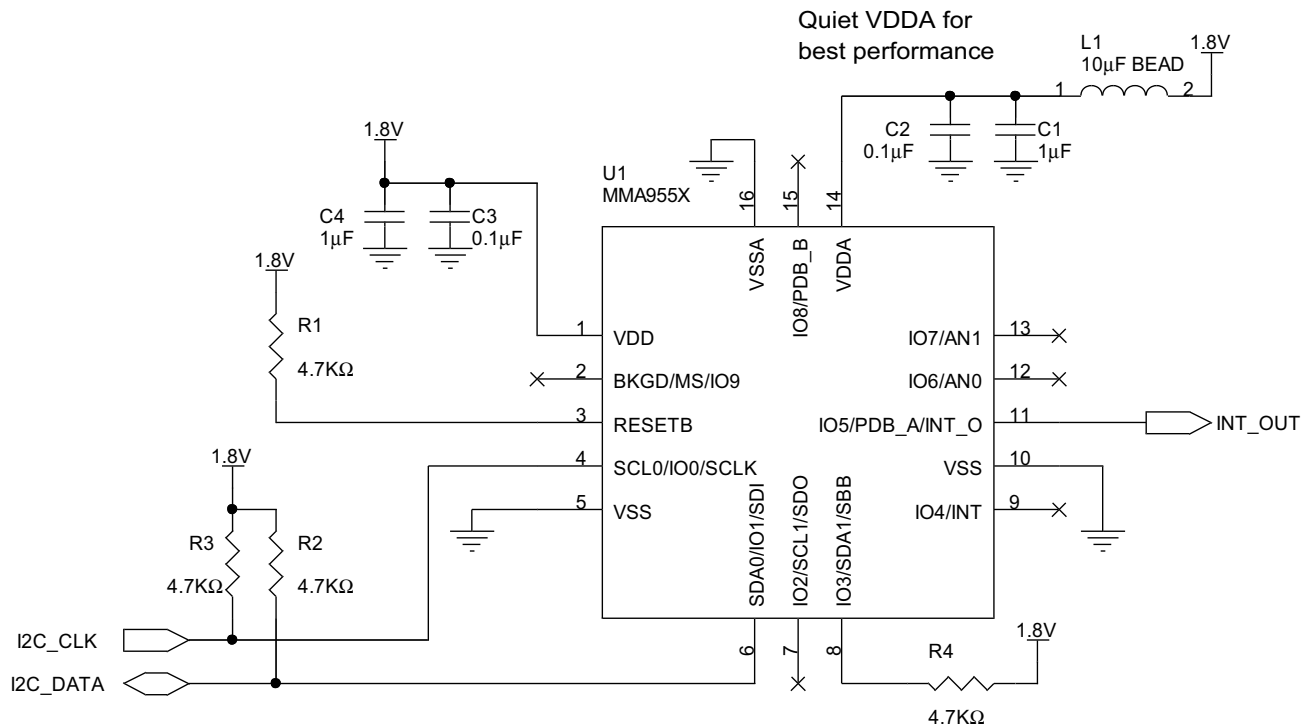 Quiet VDDA for
best performance
L1
10µF BEAD
1.8V
1
2
C2
0.1µF
C1
1µF
1.8V
C4
1µF
C3
0.1µF
U1
MMA955X
16
15
14
VSSA
IO8/PDB_B
VDDA
1.8V
R1
4.7KΩ
1
VDD
2
BKGD/MS/IO9
3
RESETB
4
SCL0/IO0/SCLK
5
VSS
IO7/AN1
13
IO6/AN0
12
IO5/PDB_A/INT_O
11
INT_OUT
VSS
10
IO4/INT
9
1.8V
R3
4.7KΩ
R2
4.7KΩ
SDA0/IO1/SDI
IO2/SCL1/SDO
IO3/SDA1/SBB
6
7
8
I2C_CLK
I2C_DATA
R4
4.7KΩ
1.8V